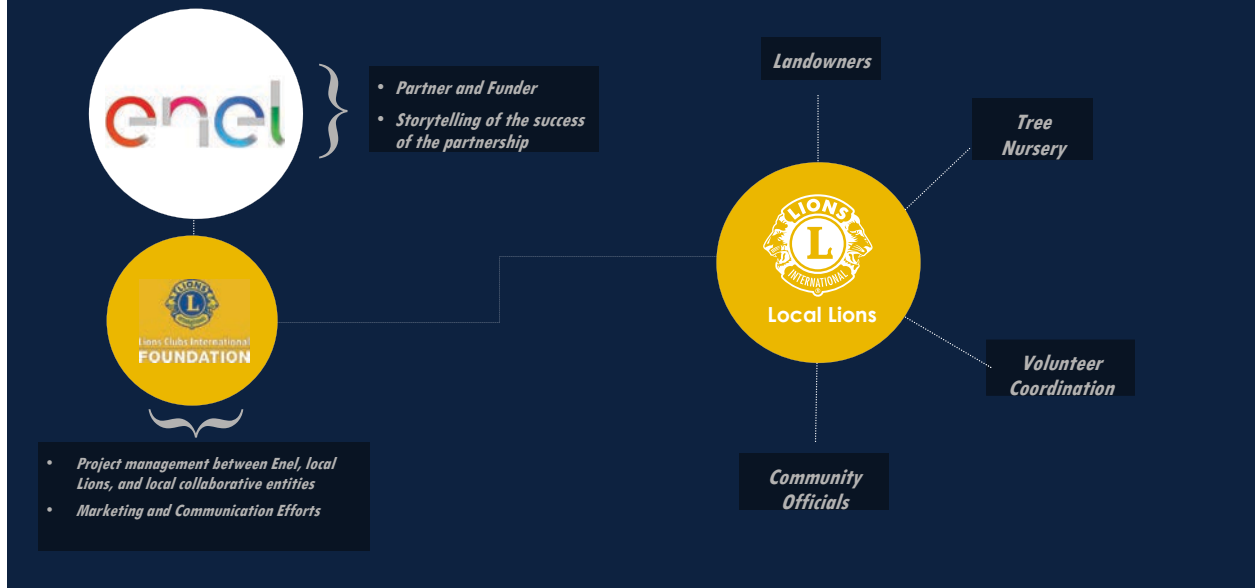 enel
• Partner and Funder
• Storytelling of the success
of the partnership
LIONS
L
Lions Clubs International
FOUNDATION
• Project management between Enel, local
Lions, and local collaborative entities
• Marketing and Communication Efforts
Landowners
Tree
Nursery
LIONS
L
INTERNATIONAL
®
Local Lions
Volunteer
Coordination
Community
Officials